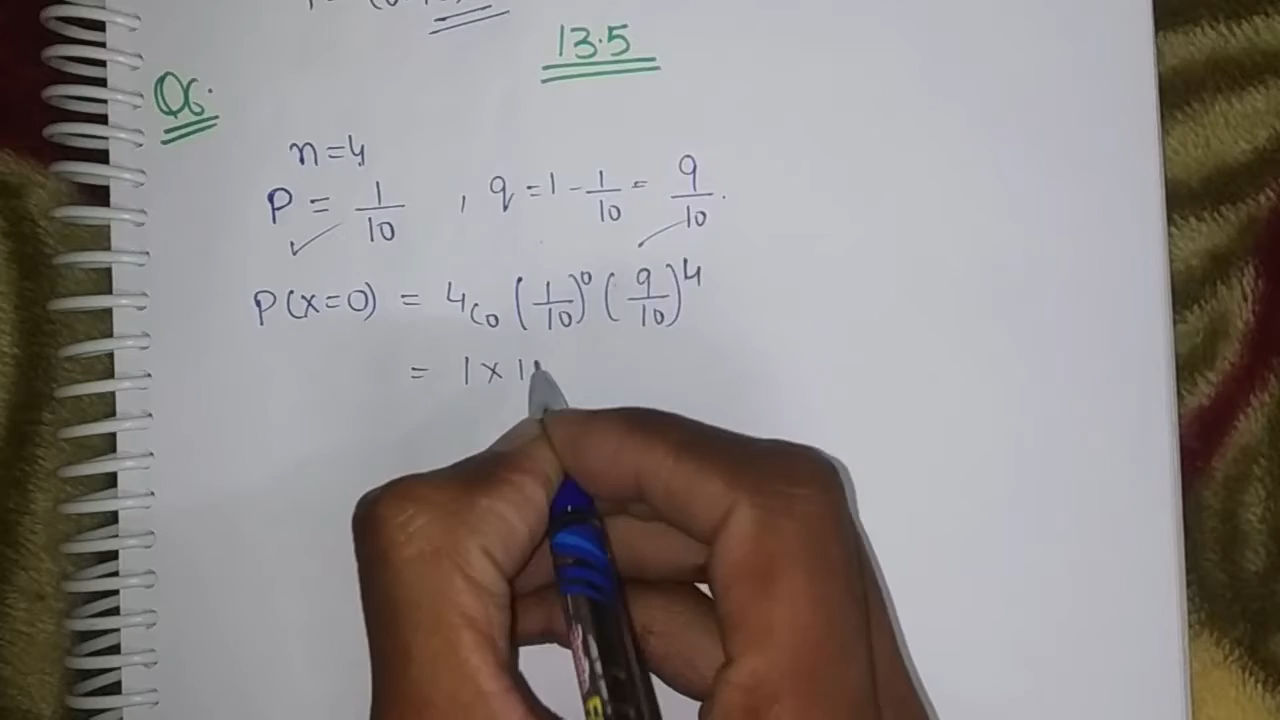 13.5
Q6.
n=4
P = 1/10 , q = 1 - 1/10 = 9/10.
P(x=0) = 4C0 (1/10)^0 (9/10)^4
= 1 × 1